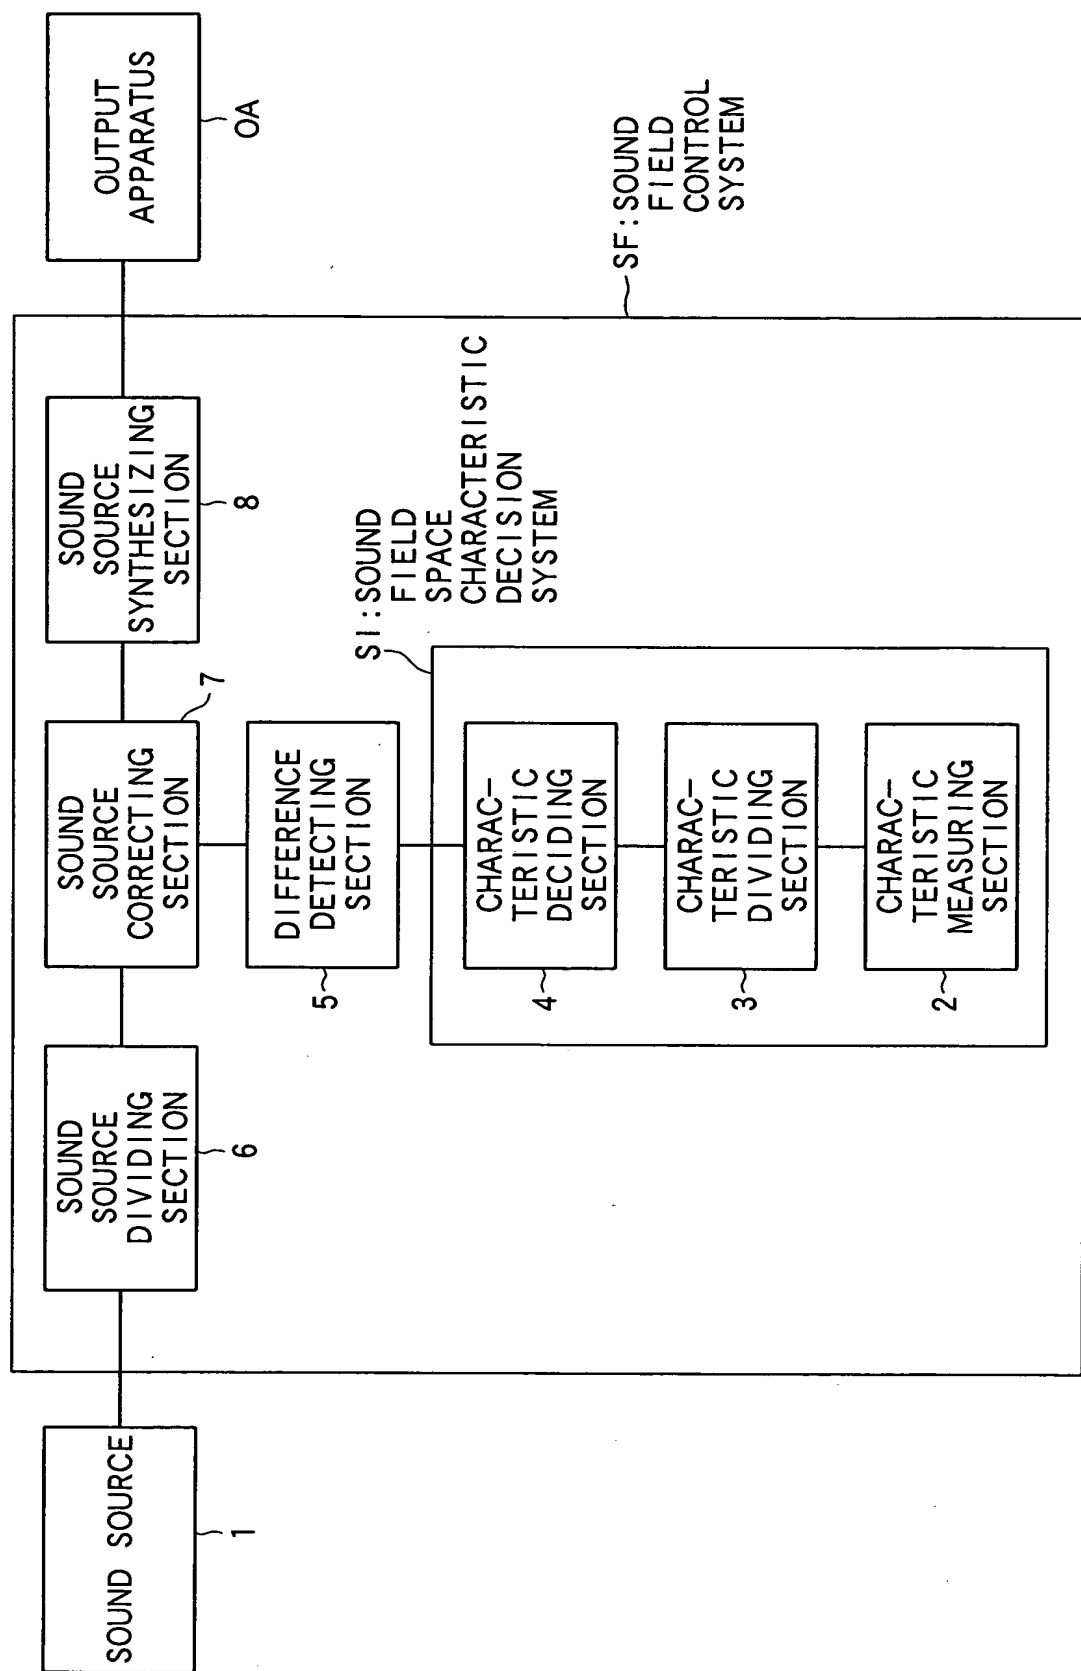 SOUND SOURCE
1
SOUND
SOURCE
DIVIDING
SECTION
6
SOUND
SOURCE
CORRECTING
SECTION
7
SOUND
SOURCE
SYNTHESIZING
SECTION
8
OUTPUT
APPARATUS
OA
DIFFERENCE
DETECTING
SECTION
5
SI:SOUND
FIELD
SPACE
CHARACTERISTIC
DECISION
SYSTEM
CHARAC-
TERISTIC
DECIDING
SECTION
4
CHARAC-
TERISTIC
DIVIDING
SECTION
3
CHARAC-
TERISTIC
MEASURING
SECTION
2
SF:SOUND
FIELD
CONTROL
SYSTEM